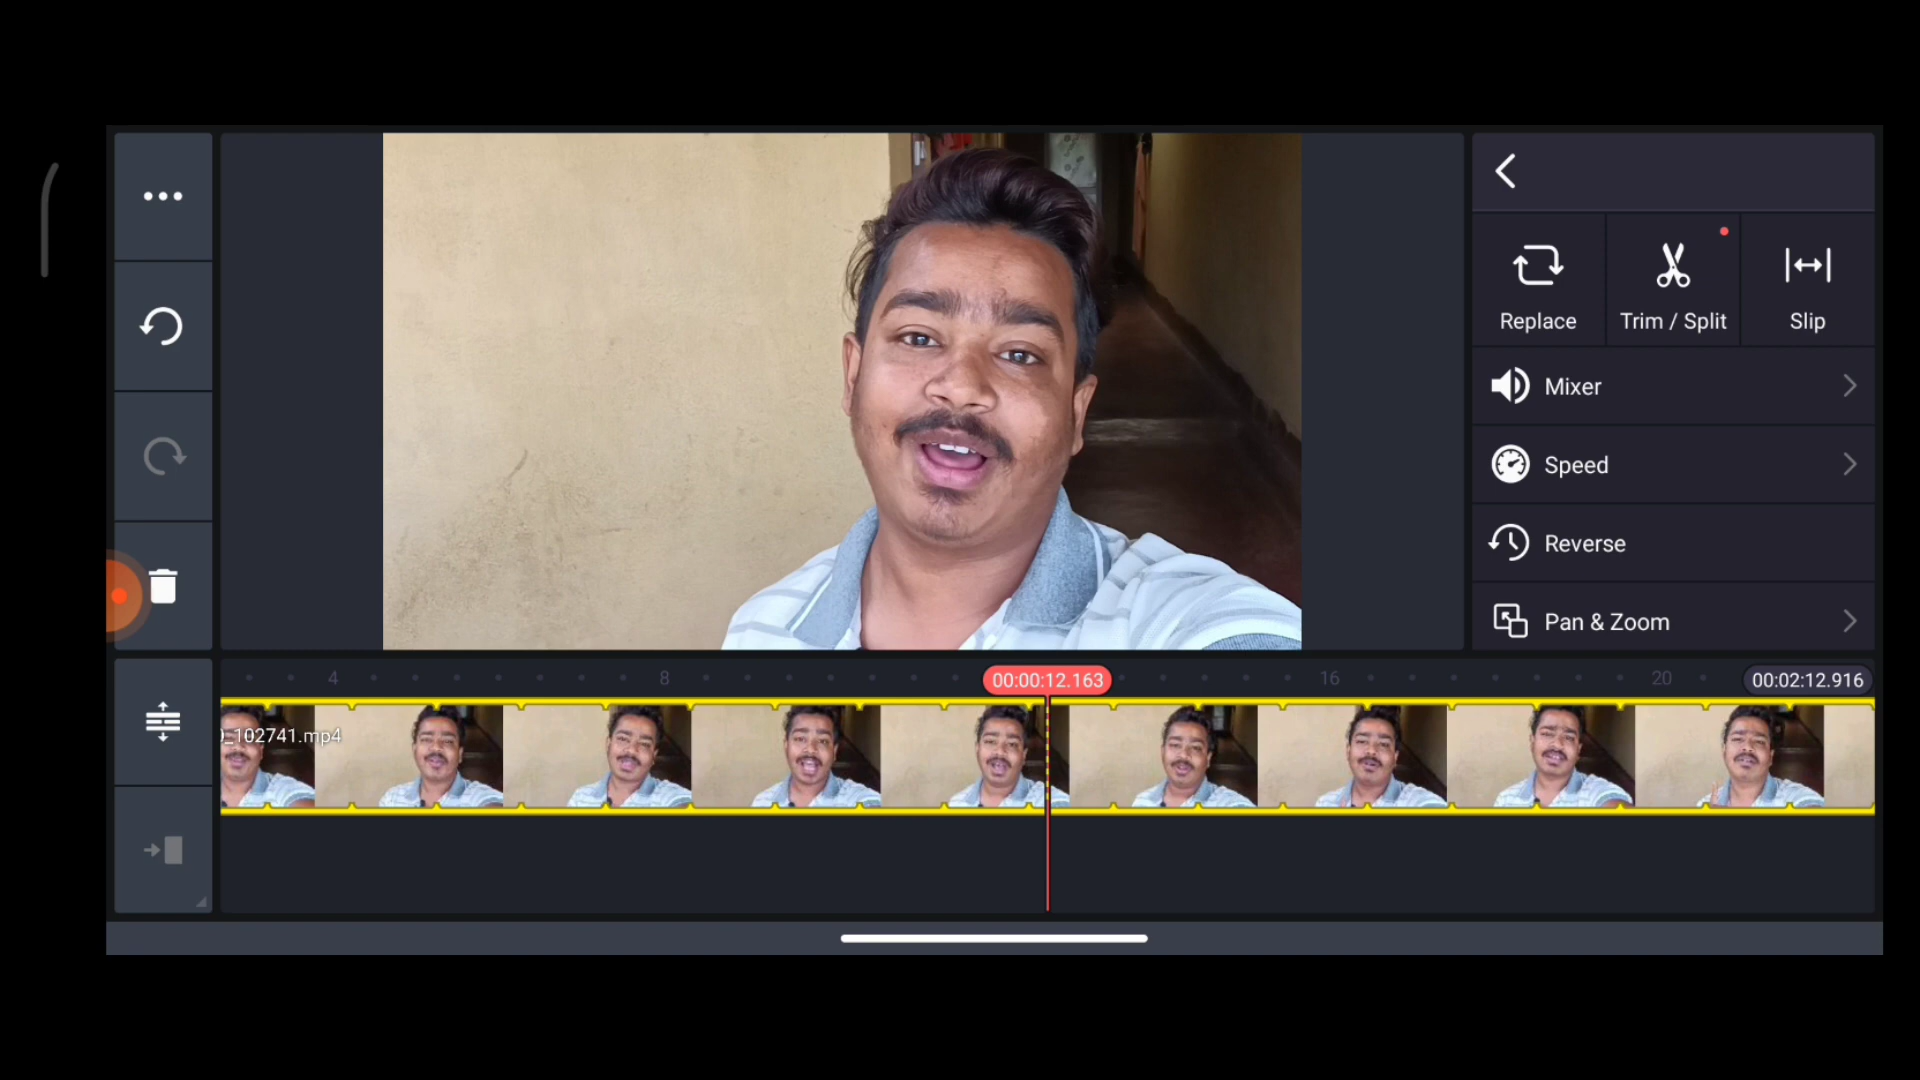 Replace
Trim / Split
Slip
Mixer
Speed
Reverse
Pan & Zoom
4
8
00:00:12.163
16
20
00:02:12.916
_102741.mp4